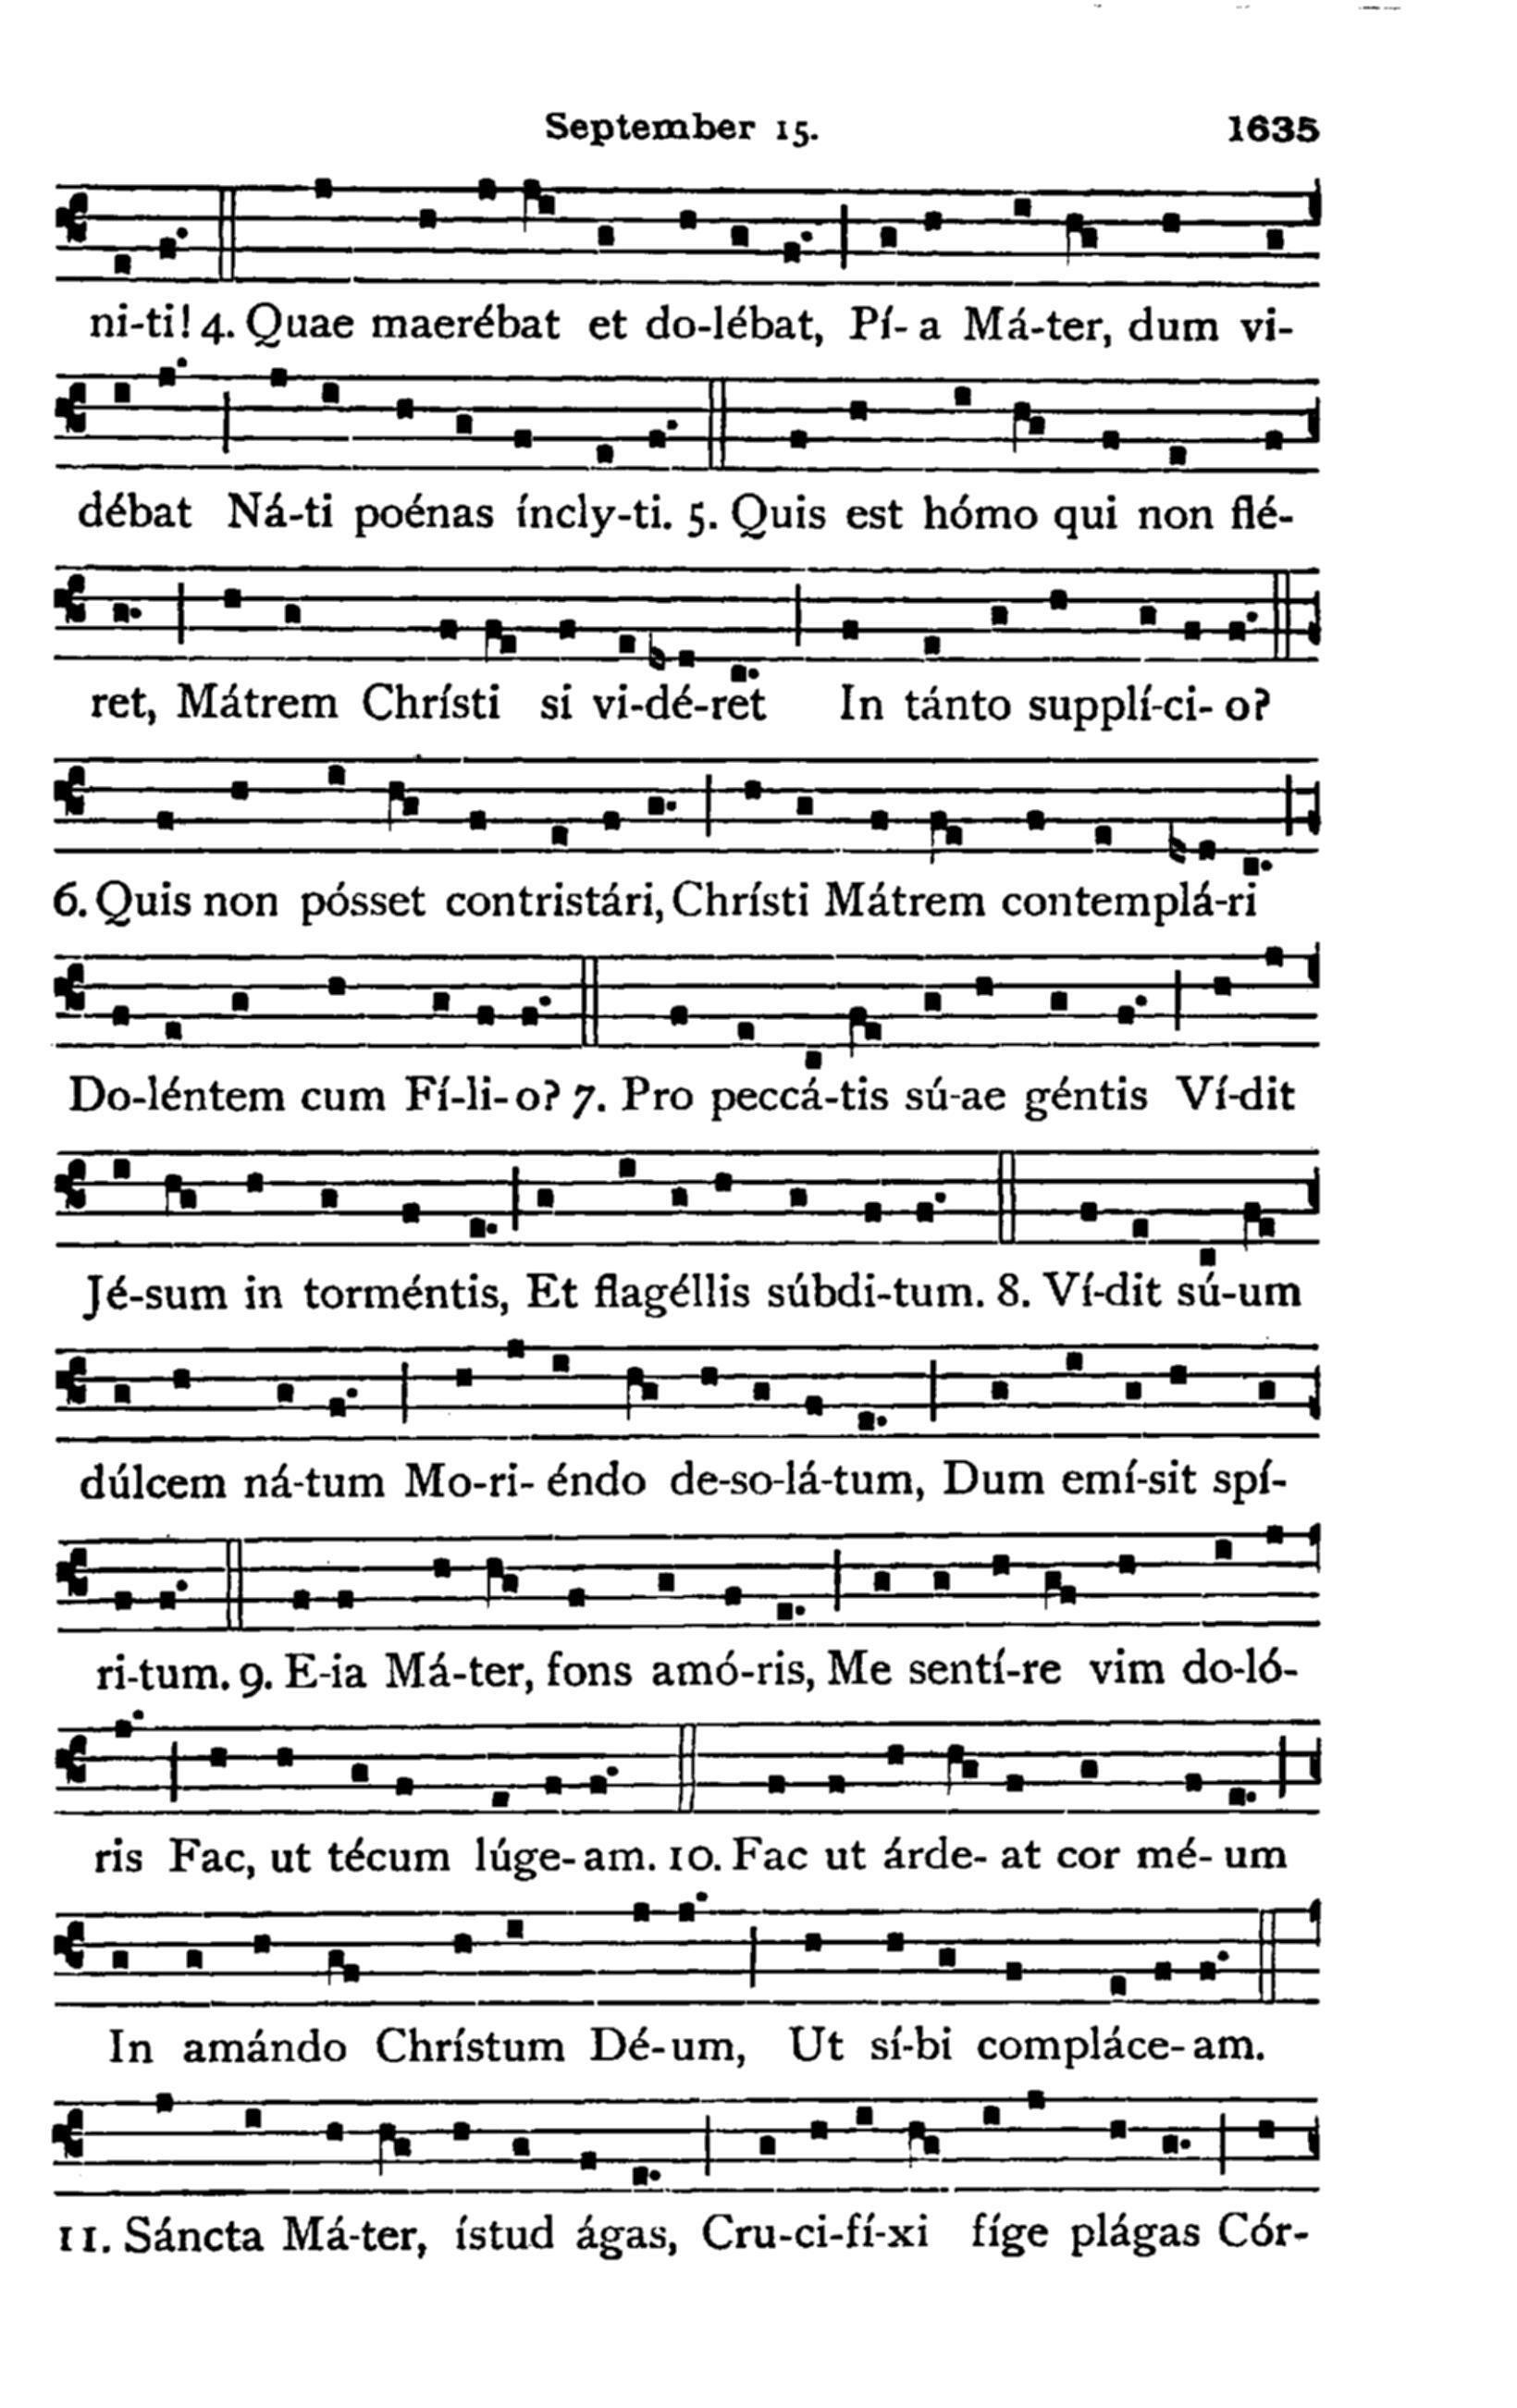 September 15. 1635
ni-ti! 4. Quae maerébat et do-lébat, Pí- a Má-ter, dum vi-
débat Ná-ti poénas íncly-ti. 5. Quis est hómo qui non flé-
ret, Mátrem Chrísti si vi-dé-ret In tánto supplí-ci- o?
6. Quis non pósset contristári, Chrísti Mátrem contemplá-ri
Do-léntem cum Fí-li- o? 7. Pro peccá-tis sú-ae géntis Ví-dit
Jé-sum in torméntis, Et flagéllis súbdi-tum. 8. Ví-dit sú-um
dúlcem ná-tum Mo-ri- éndo de-so-lá-tum, Dum emí-sit spí-
ri-tum. 9. E-ia Má-ter, fons amó-ris, Me sentí-re vim do-ló-
ris Fac, ut técum lúge- am. 10. Fac ut árde- at cor mé- um
In amándo Chrístum Dé-um, Ut sí-bi compláce- am.
11. Sáncta Má-ter, ístud ágas, Cru-ci-fí-xi fíge plágas Cór-